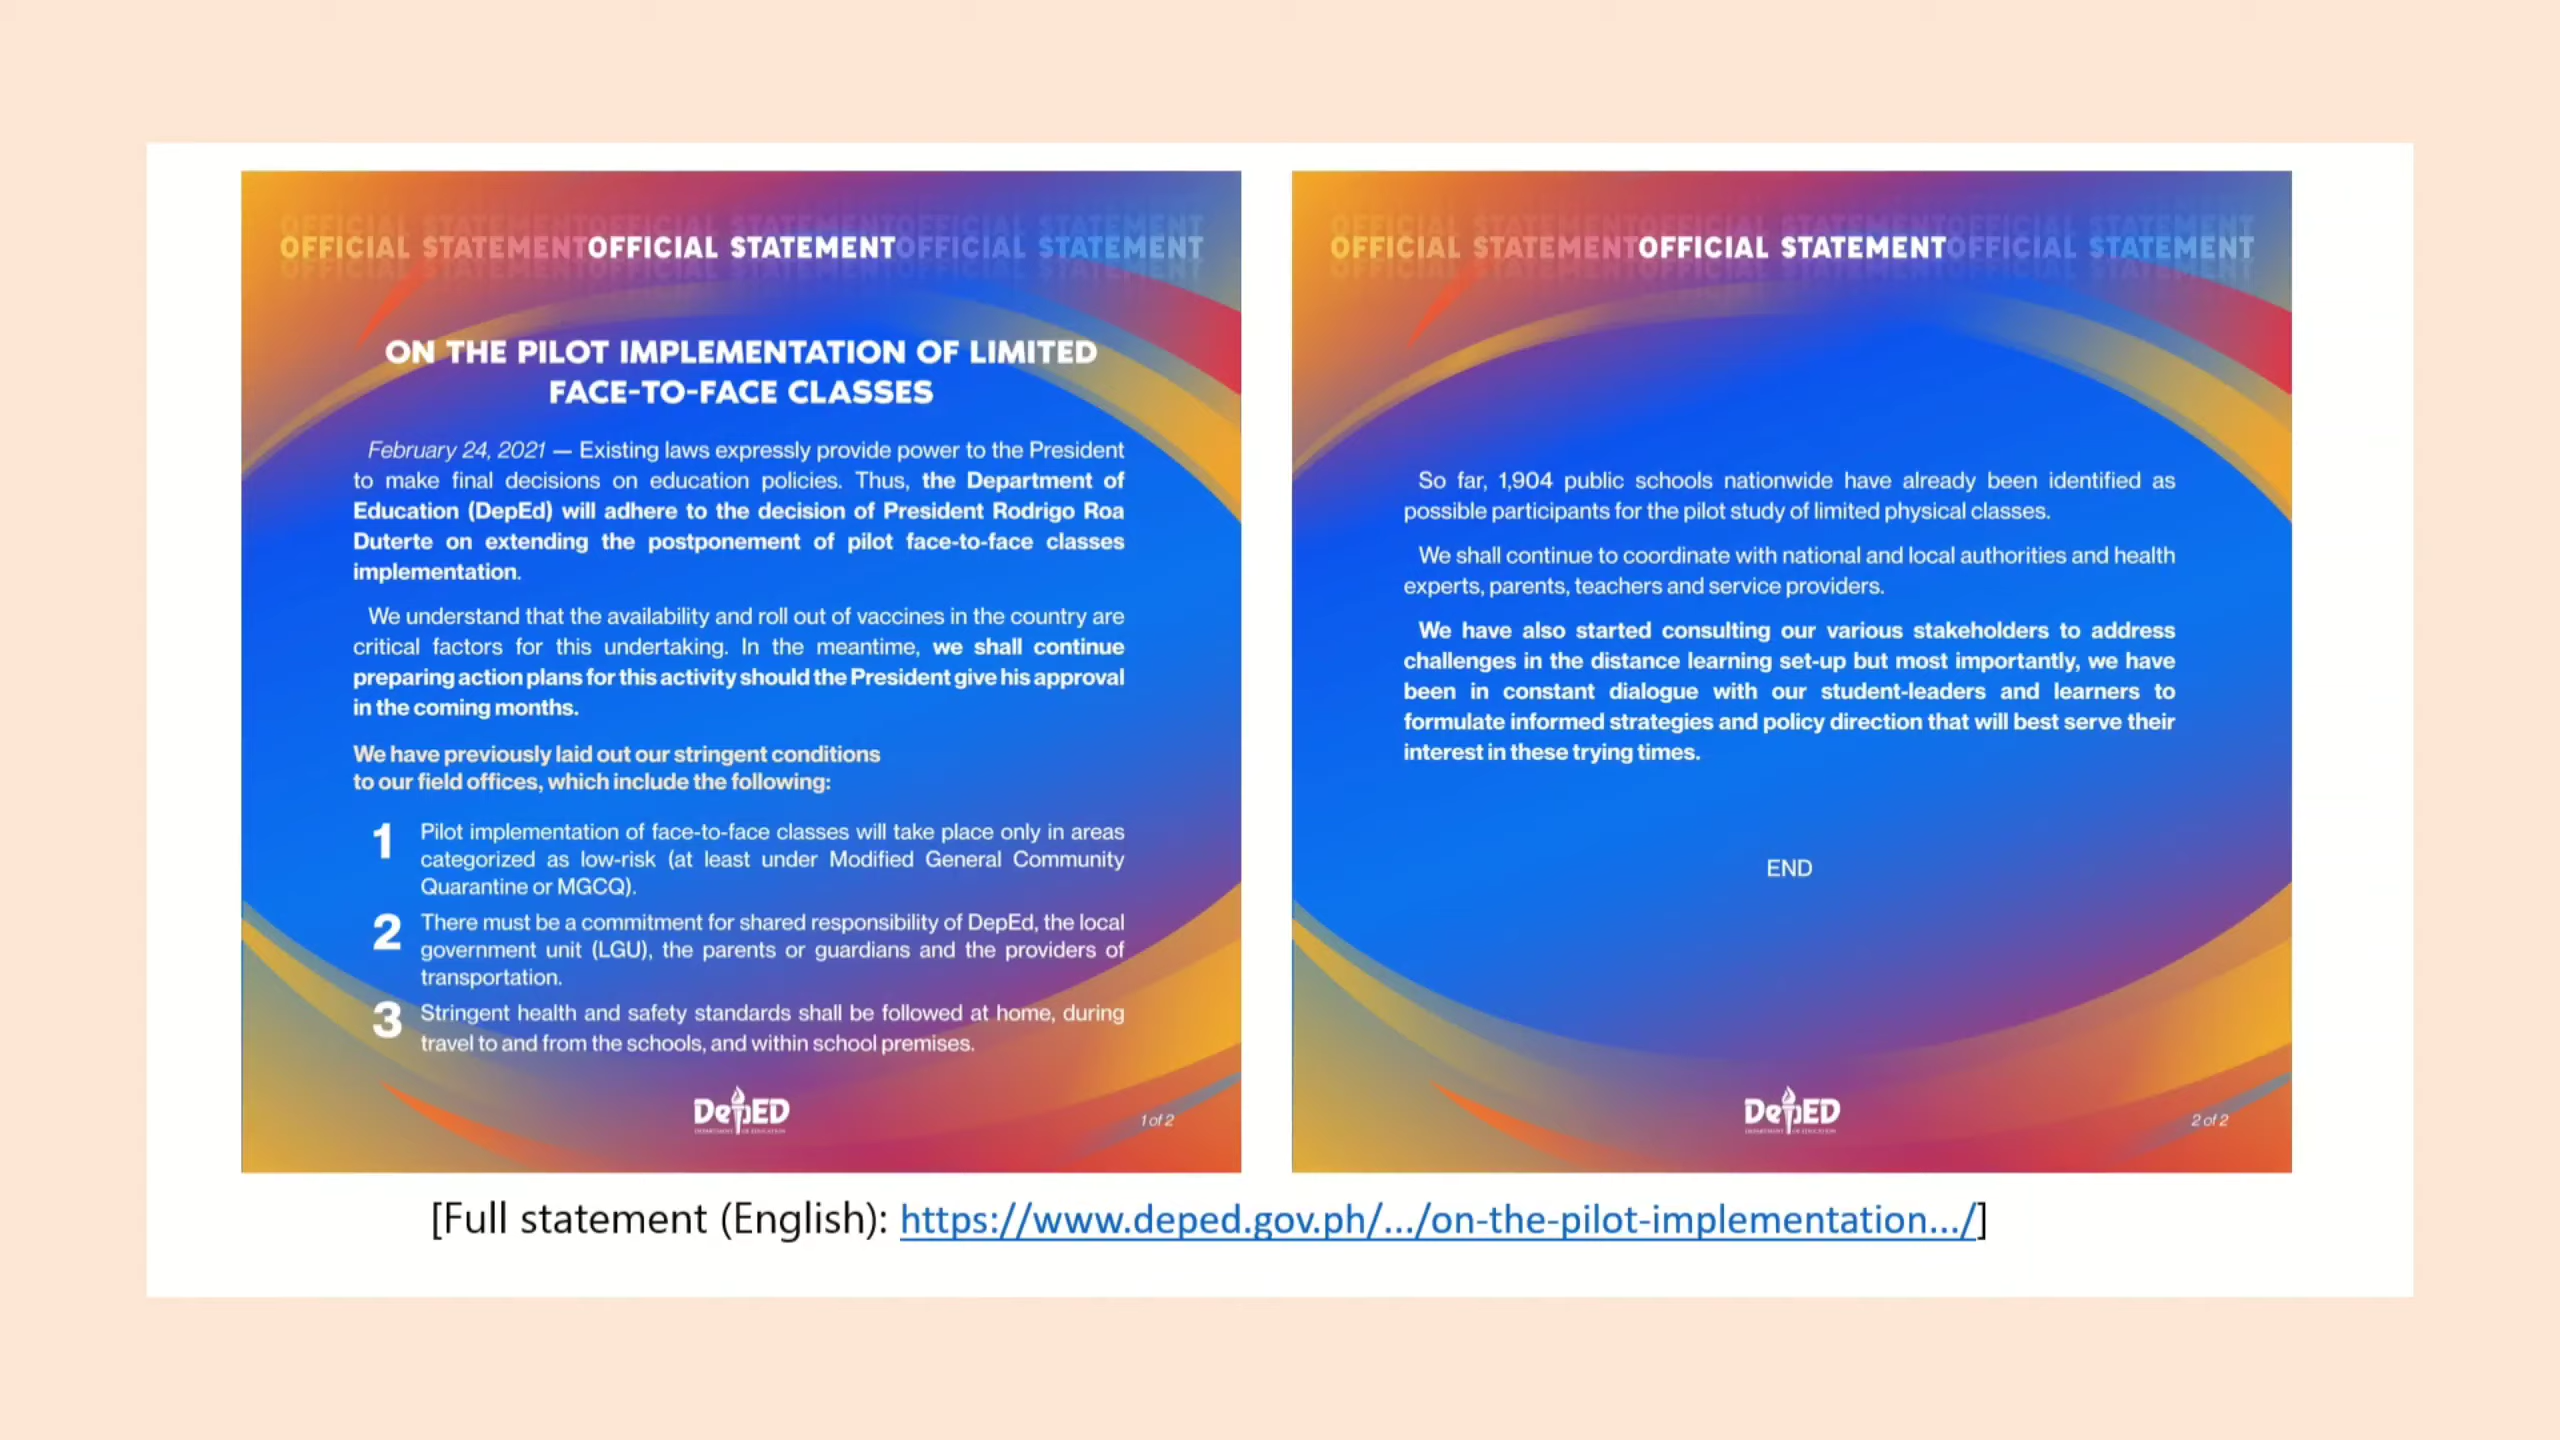 OFFICIAL STATEMENTOFFICIAL STATEMENTOFFICIAL STATEMENT
ON THE PILOT IMPLEMENTATION OF LIMITED
FACE-TO-FACE CLASSES
February 24, 2021 — Existing laws expressly provide power to the President
to make final decisions on education policies. Thus, the Department of
Education (DepEd) will adhere to the decision of President Rodrigo Roa
Duterte on extending the postponement of pilot face-to-face classes
implementation.
We understand that the availability and roll out of vaccines in the country are
critical factors for this undertaking. In the meantime, we shall continue
preparing action plans for this activity should the President give his approval
in the coming months.
We have previously laid out our stringent conditions
to our field offices, which include the following:
1 Pilot implementation of face-to-face classes will take place only in areas
categorized as low-risk (at least under Modified General Community
Quarantine or MGCQ).
2 There must be a commitment for shared responsibility of DepEd, the local
government unit (LGU), the parents or guardians and the providers of
transportation.
3 Stringent health and safety standards shall be followed at home, during
travel to and from the schools, and within school premises.
DepED
DEPARTMENT OF EDUCATION
1 of 2
OFFICIAL STATEMENTOFFICIAL STATEMENTOFFICIAL STATEMENT
So far, 1,904 public schools nationwide have already been identified as
possible participants for the pilot study of limited physical classes.
We shall continue to coordinate with national and local authorities and health
experts, parents, teachers and service providers.
We have also started consulting our various stakeholders to address
challenges in the distance learning set-up but most importantly, we have
been in constant dialogue with our student-leaders and learners to
formulate informed strategies and policy direction that will best serve their
interest in these trying times.
END
DepED
DEPARTMENT OF EDUCATION
2 of 2
[Full statement (English): https://www.deped.gov.ph/.../on-the-pilot-implementation.../]